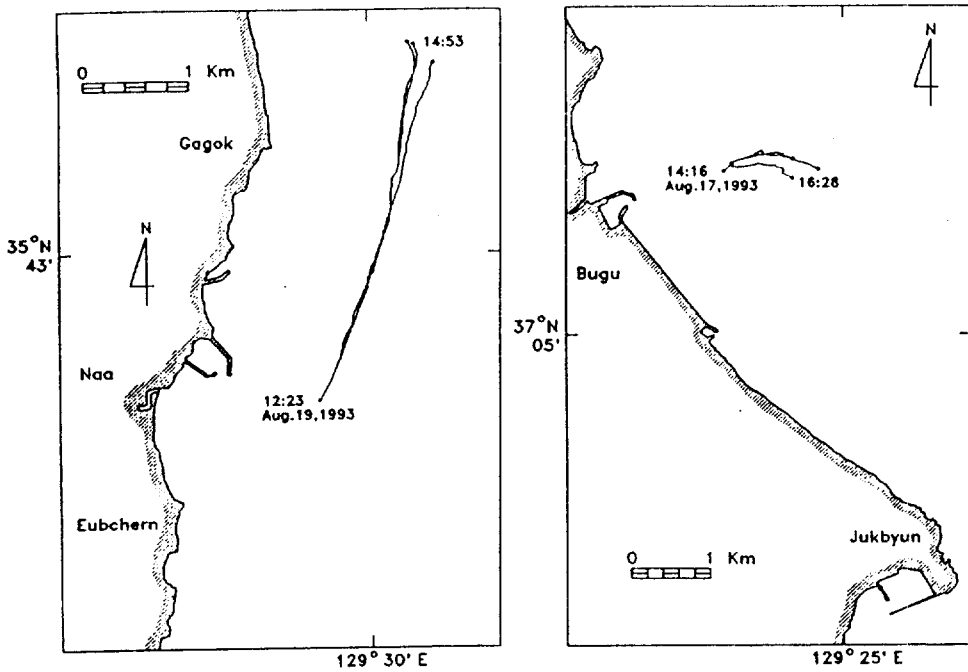 14:53
0 1 Km
Gagok
N
35°N
43'
Naa
12:23
Aug.19,1993
Eubchern
129° 30' E
N
14:16
Aug.17,1993
16:28
Bugu
37°N
05'
Jukbyun
0 1 Km
129° 25' E